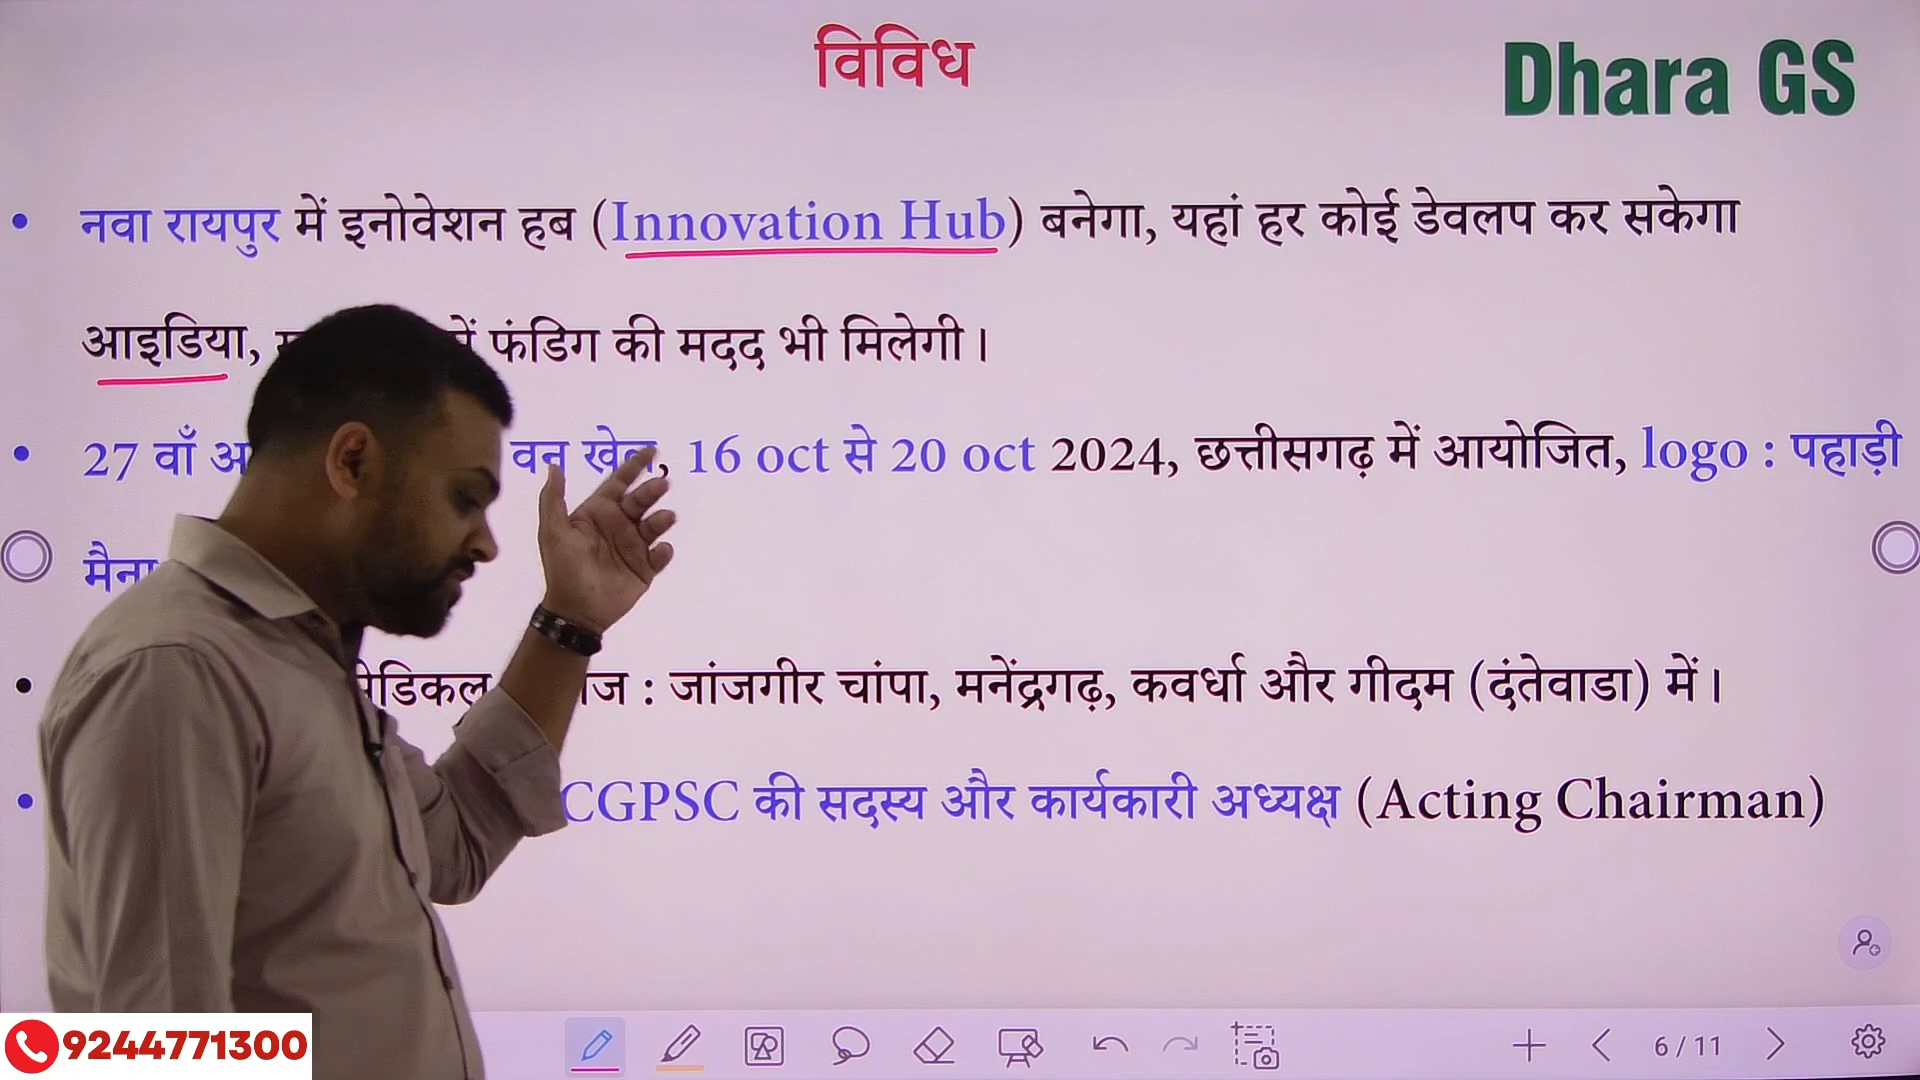 विविध
Dhara GS
नवा रायपुर में इनोवेशन हब (Innovation Hub) बनेगा, यहां हर कोई डेवलप कर सकेगा
आइडिया, फंडिग की मदद भी मिलेगी।
27 वाँ वन खेल, 16 oct से 20 oct 2024, छत्तीसगढ़ में आयोजित, logo : पहाड़ी
मैना
मेडिकल : जांजगीर चांपा, मनेंद्रगढ़, कवर्धा और गीदम (दंतेवाडा) में।
CGPSC की सदस्य और कार्यकारी अध्यक्ष (Acting Chairman)
9244771300
6 / 11